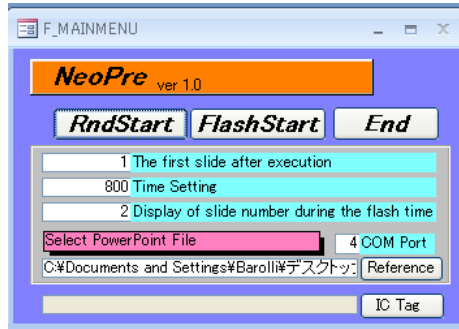 F_MAINMENU
NeoPre ver 1.0
RndStart FlashStart End
1 The first slide after execution
800 Time Setting
2 Display of slide number during the flash time
Select PowerPoint File 4 COM Port
C:¥Documents and Settings¥Barolli¥デスクトップ Reference
IC Tag